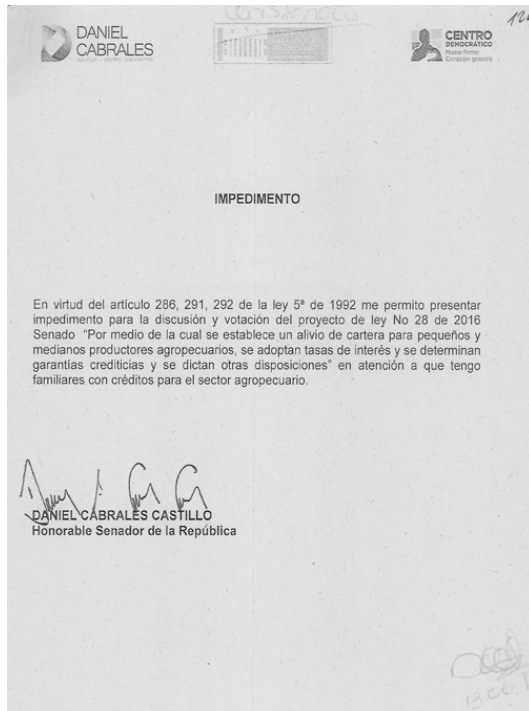 DANIEL
CABRALES
CENTRO
DEMOCRÁTICO
Mano firme
Corazón grande
IMPEDIMENTO
En virtud del artículo 286, 291, 292 de la ley 5ª de 1992 me permito presentar
impedimento para la discusión y votación del proyecto de ley No 28 de 2016
Senado "Por medio de la cual se establece un alivio de cartera para pequeños y
medianos productores agropecuarios, se adoptan tasas de interés y se determinan
garantías crediticias y se dictan otras disposiciones" en atención a que tengo
familiares con créditos para el sector agropecuario.
DANIEL CABRALES CASTILLO
Honorable Senador de la República